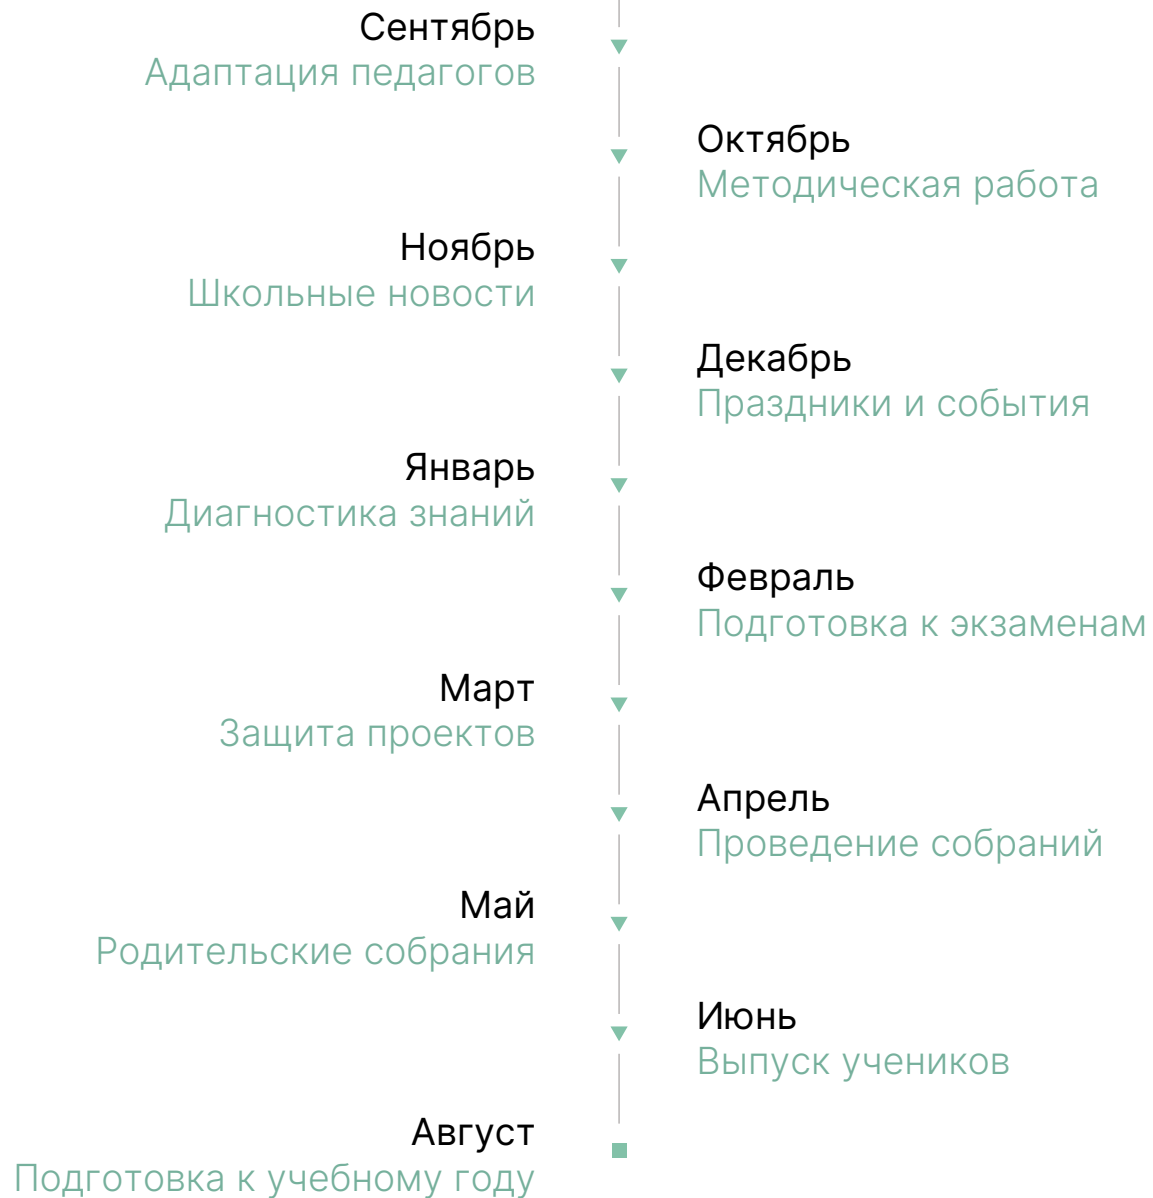 Сентябрь
Адаптация педагогов
Октябрь
Методическая работа
Ноябрь
Школьные новости
Декабрь
Праздники и события
Январь
Диагностика знаний
Февраль
Подготовка к экзаменам
Март
Защита проектов
Апрель
Проведение собраний
Май
Родительские собрания
Июнь
Выпуск учеников
Август
Подготовка к учебному году